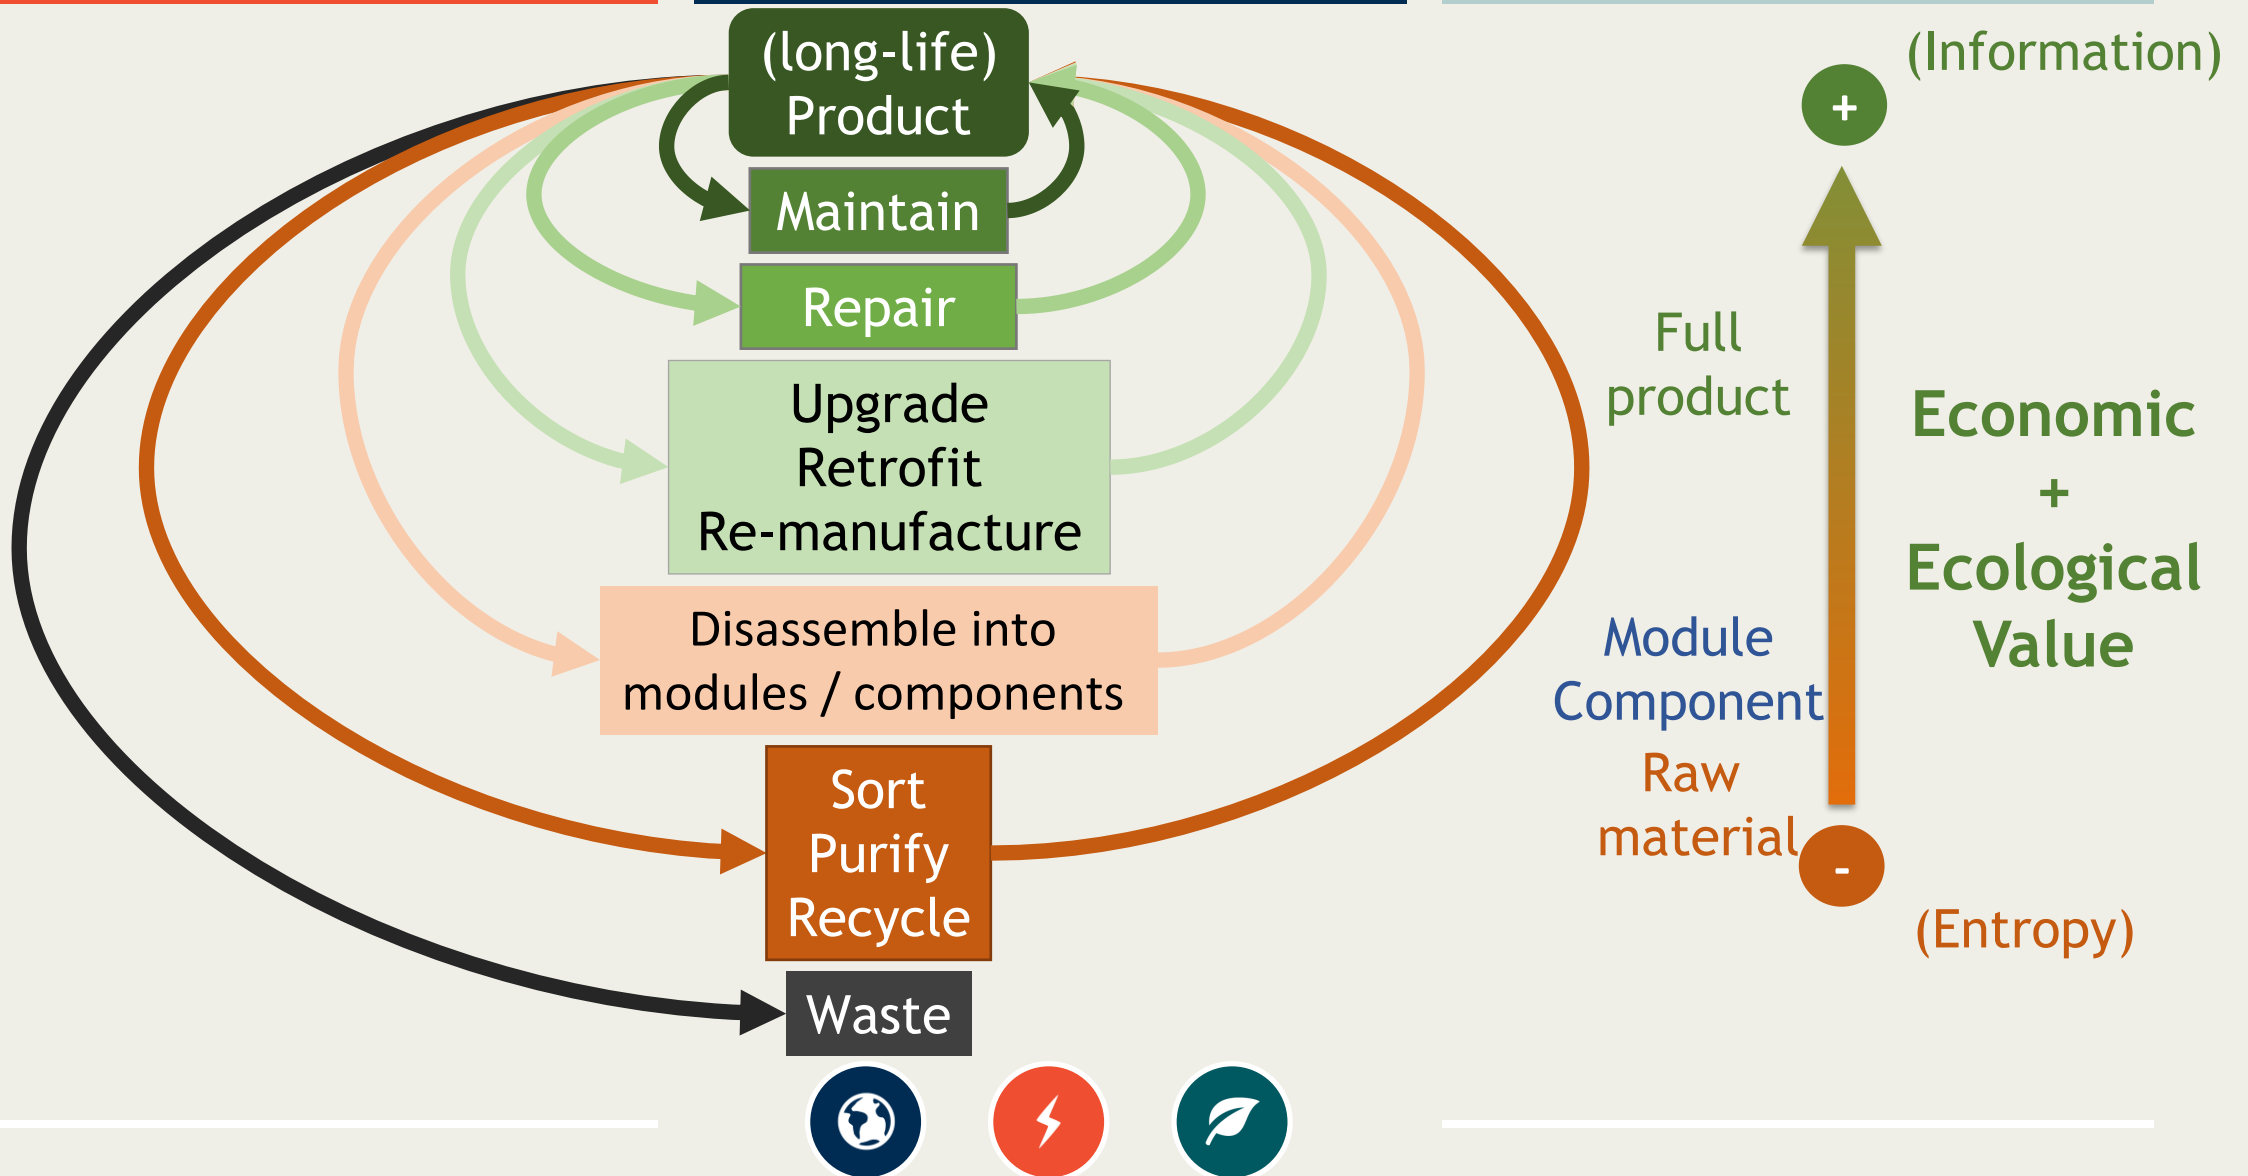 (long-life)
Product
Maintain
Repair
Upgrade
Retrofit
Re-manufacture
Disassemble into
modules / components
Sort
Purify
Recycle
Waste
(Information)
+
Full
product
Economic
+
Ecological
Value
Module
Component
Raw
material
-
(Entropy)